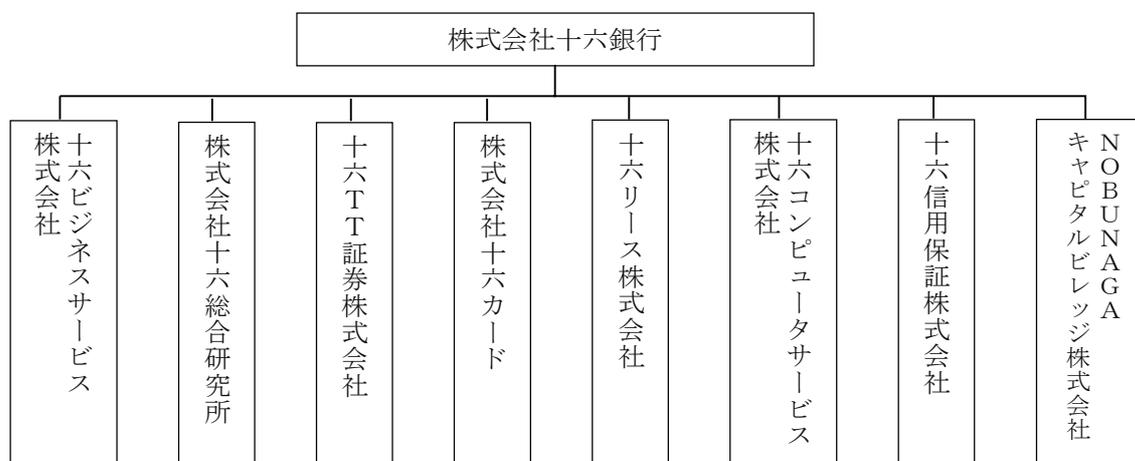 株式会社十六銀行
十六ビジネスサービス
株式会社
株式会社十六総合研究所
十六ＴＴ証券株式会社
株式会社十六カード
十六リース株式会社
十六コンピュータサービス
株式会社
十六信用保証株式会社
ＮＯＢＵＮＡＧＡ
キャピタルビレッジ株式会社